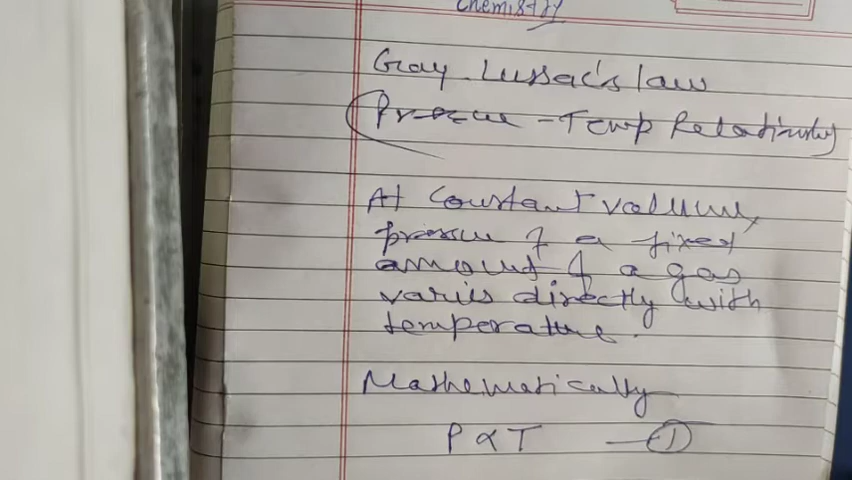 Chemistry
Gray Lussac's law
(Pressure - Temp Relationship)
At constant volume,
pressure of a fixed
amount of a gas
varies directly with
temperature.
Mathematically
P ∝ T — ①